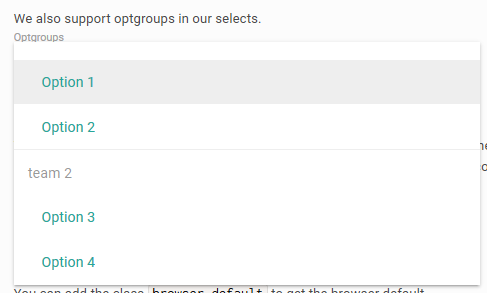 We also support optgroups in our selects.
Optgroups
Option 1
Option 2
team 2
Option 3
Option 4
You can add the class browser-default to get the browser default